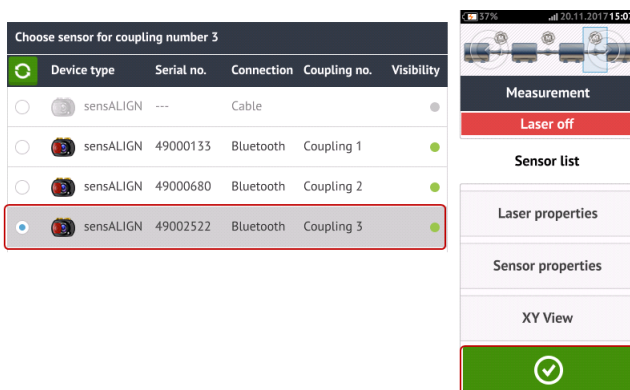 Choose sensor for coupling number 3
Device type Serial no. Connection Coupling no. Visibility
sensALIGN --- Cable
sensALIGN 49000133 Bluetooth Coupling 1
sensALIGN 49000680 Bluetooth Coupling 2
sensALIGN 49002522 Bluetooth Coupling 3
37% 20.11.2017 15:07
Measurement
Laser off
Sensor list
Laser properties
Sensor properties
XY View